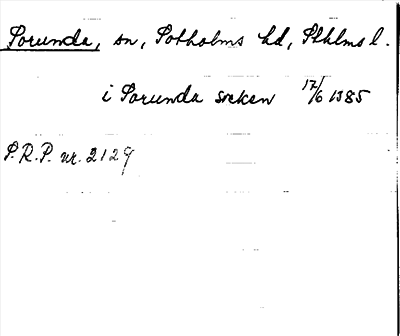 Sorunda, sn, Sotholms hd, Sthlms l.
i Sorunda socken 17/6 1385
S.R.P. nr. 2129